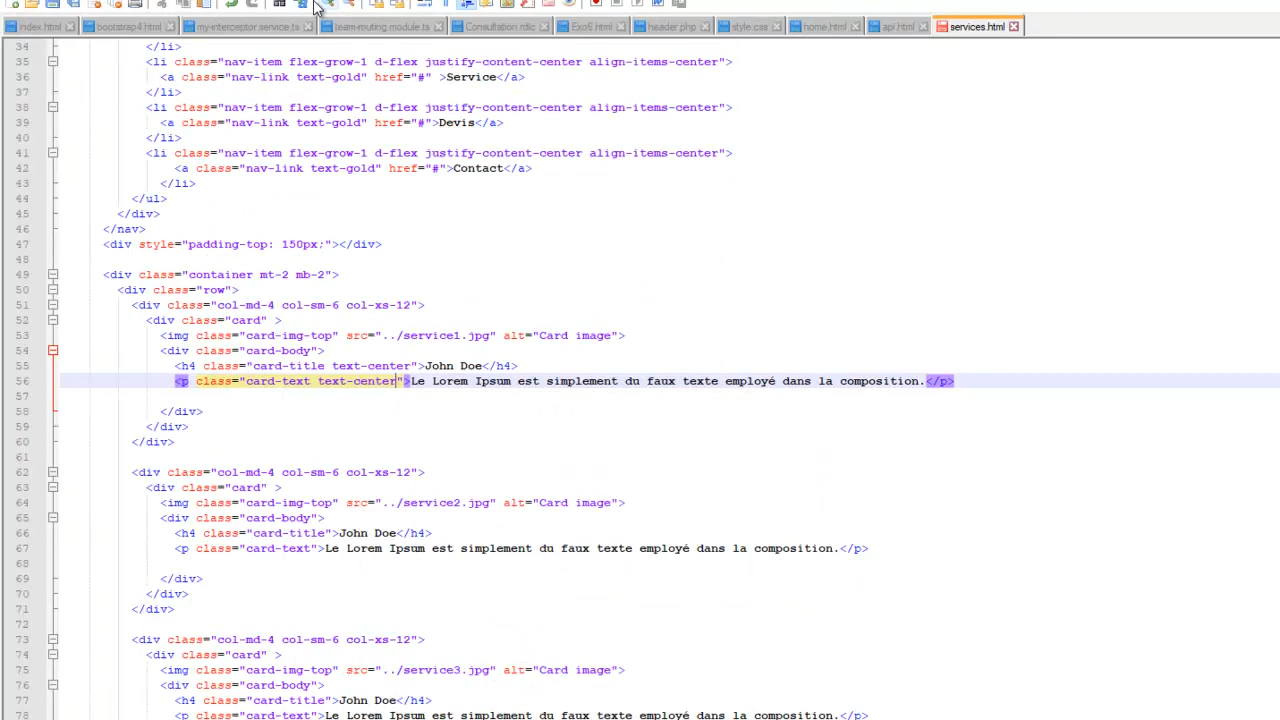 index.html bootstrap4.html my-interceptor.service.ts team-routing.module.ts Consultation.rdlc Exo6.html header.php style.css home.html api.html services.html
34 </li>
35 <li class="nav-item flex-grow-1 d-flex justify-content-center align-items-center">
36 <a class="nav-link text-gold" href="#" >Service</a>
37 </li>
38 <li class="nav-item flex-grow-1 d-flex justify-content-center align-items-center">
39 <a class="nav-link text-gold" href="#">Devis</a>
40 </li>
41 <li class="nav-item flex-grow-1 d-flex justify-content-center align-items-center">
42 <a class="nav-link text-gold" href="#">Contact</a>
43 </li>
44 </ul>
45 </div>
46 </nav>
47 <div style="padding-top: 150px;"></div>
48
49 <div class="container mt-2 mb-2">
50 <div class="row">
51 <div class="col-md-4 col-sm-6 col-xs-12">
52 <div class="card" >
53 <img class="card-img-top" src="../service1.jpg" alt="Card image">
54 <div class="card-body">
55 <h4 class="card-title text-center">John Doe</h4>
56 <p class="card-text text-center">Le Lorem Ipsum est simplement du faux texte employé dans la composition.</p>
57
58 </div>
59 </div>
60 </div>
61
62 <div class="col-md-4 col-sm-6 col-xs-12">
63 <div class="card" >
64 <img class="card-img-top" src="../service2.jpg" alt="Card image">
65 <div class="card-body">
66 <h4 class="card-title">John Doe</h4>
67 <p class="card-text">Le Lorem Ipsum est simplement du faux texte employé dans la composition.</p>
68
69 </div>
70 </div>
71 </div>
72
73 <div class="col-md-4 col-sm-6 col-xs-12">
74 <div class="card" >
75 <img class="card-img-top" src="../service3.jpg" alt="Card image">
76 <div class="card-body">
77 <h4 class="card-title">John Doe</h4>
78 <p class="card-text">Le Lorem Ipsum est simplement du faux texte employé dans la composition.</p>